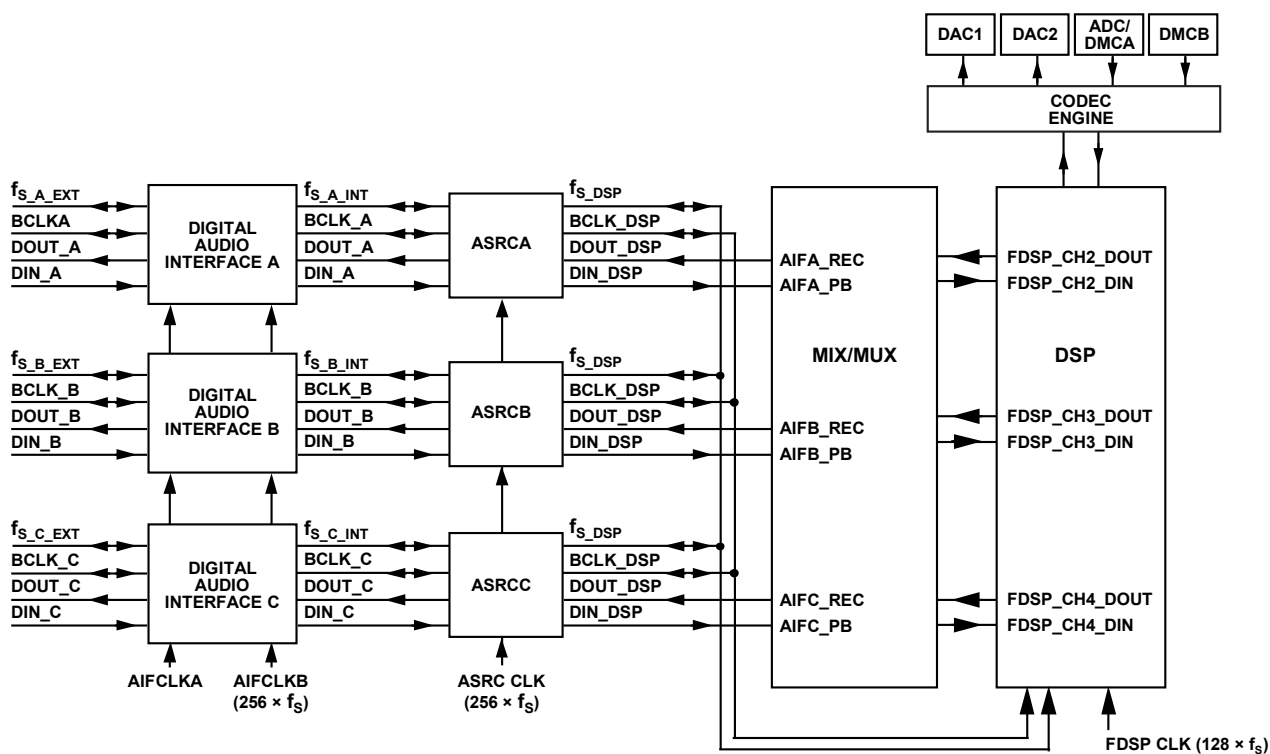 DAC1
DAC2
ADC/
DMCA
DMCB
CODEC
ENGINE
fS_A_EXT
BCLKA
DOUT_A
DIN_A
DIGITAL
AUDIO
INTERFACE A
fS_A_INT
BCLK_A
DOUT_A
DIN_A
ASRCA
fS_DSP
BCLK_DSP
DOUT_DSP
DIN_DSP
AIFA_REC
AIFA_PB
FDSP_CH2_DOUT
FDSP_CH2_DIN
fS_B_EXT
BCLK_B
DOUT_B
DIN_B
DIGITAL
AUDIO
INTERFACE B
fS_B_INT
BCLK_B
DOUT_B
DIN_B
ASRCB
fS_DSP
BCLK_DSP
DOUT_DSP
DIN_DSP
MIX/MUX
DSP
AIFB_REC
AIFB_PB
FDSP_CH3_DOUT
FDSP_CH3_DIN
fS_C_EXT
BCLK_C
DOUT_C
DIN_C
DIGITAL
AUDIO
INTERFACE C
fS_C_INT
BCLK_C
DOUT_C
DIN_C
ASRCC
fS_DSP
BCLK_DSP
DOUT_DSP
DIN_DSP
AIFC_REC
AIFC_PB
FDSP_CH4_DOUT
FDSP_CH4_DIN
AIFCLKA
AIFCLKB
(256 × fS)
ASRC CLK
(256 × fS)
FDSP CLK (128 × fS)